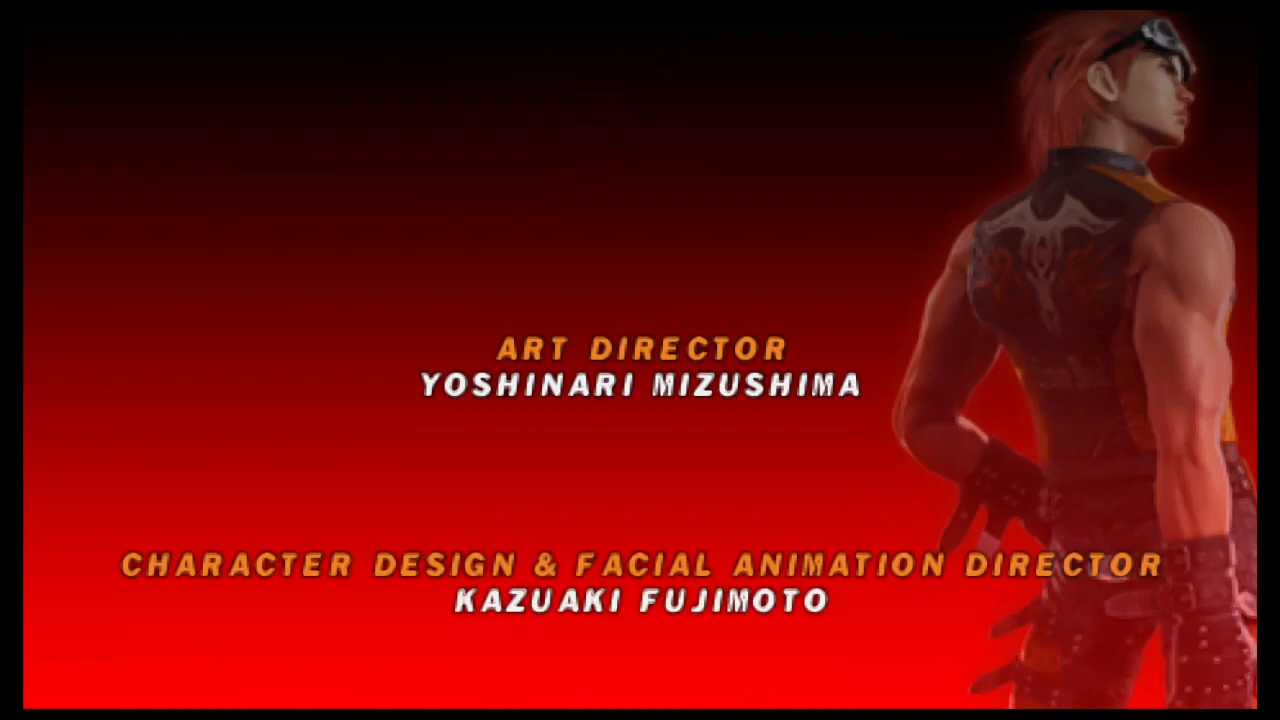 ART DIRECTOR
YOSHINARI MIZUSHIMA
CHARACTER DESIGN & FACIAL ANIMATION DIRECTOR
KAZUAKI FUJIMOTO